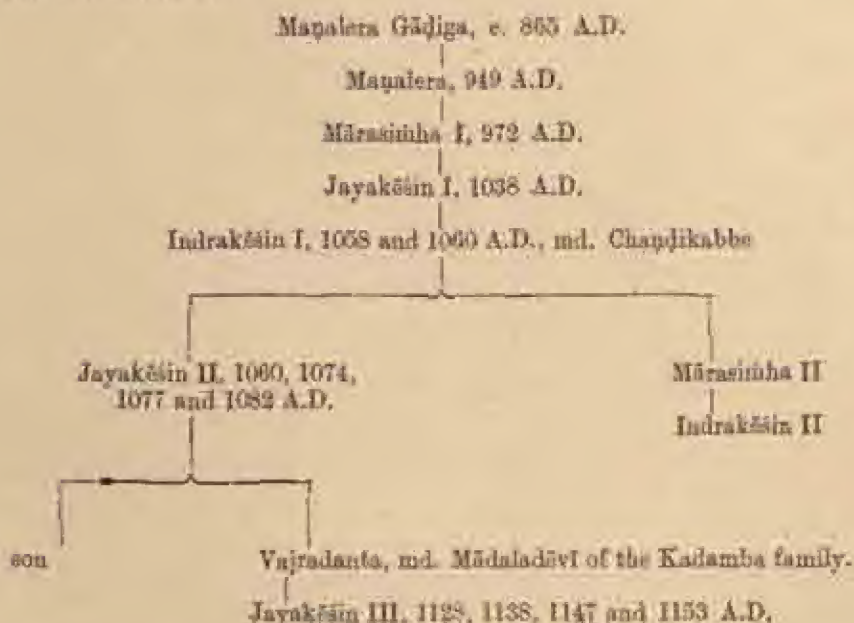 Maṇalera Gāḍiga, c. 865 A.D.
Maṇalera, 949 A.D.
Mārasiṁha I, 972 A.D.
Jayakēśin I, 1038 A.D.
Indrakēśin I, 1058 and 1060 A.D., md. Chaṇḍikabbe
Jayakēśin II, 1060, 1074,
1077 and 1082 A.D.
Mārasiṁha II
Indrakēśin II
son
Vajradanta, md. Mādaladēvī of the Kadamba family.
Jayakēśin III, 1128, 1138, 1147 and 1153 A.D.